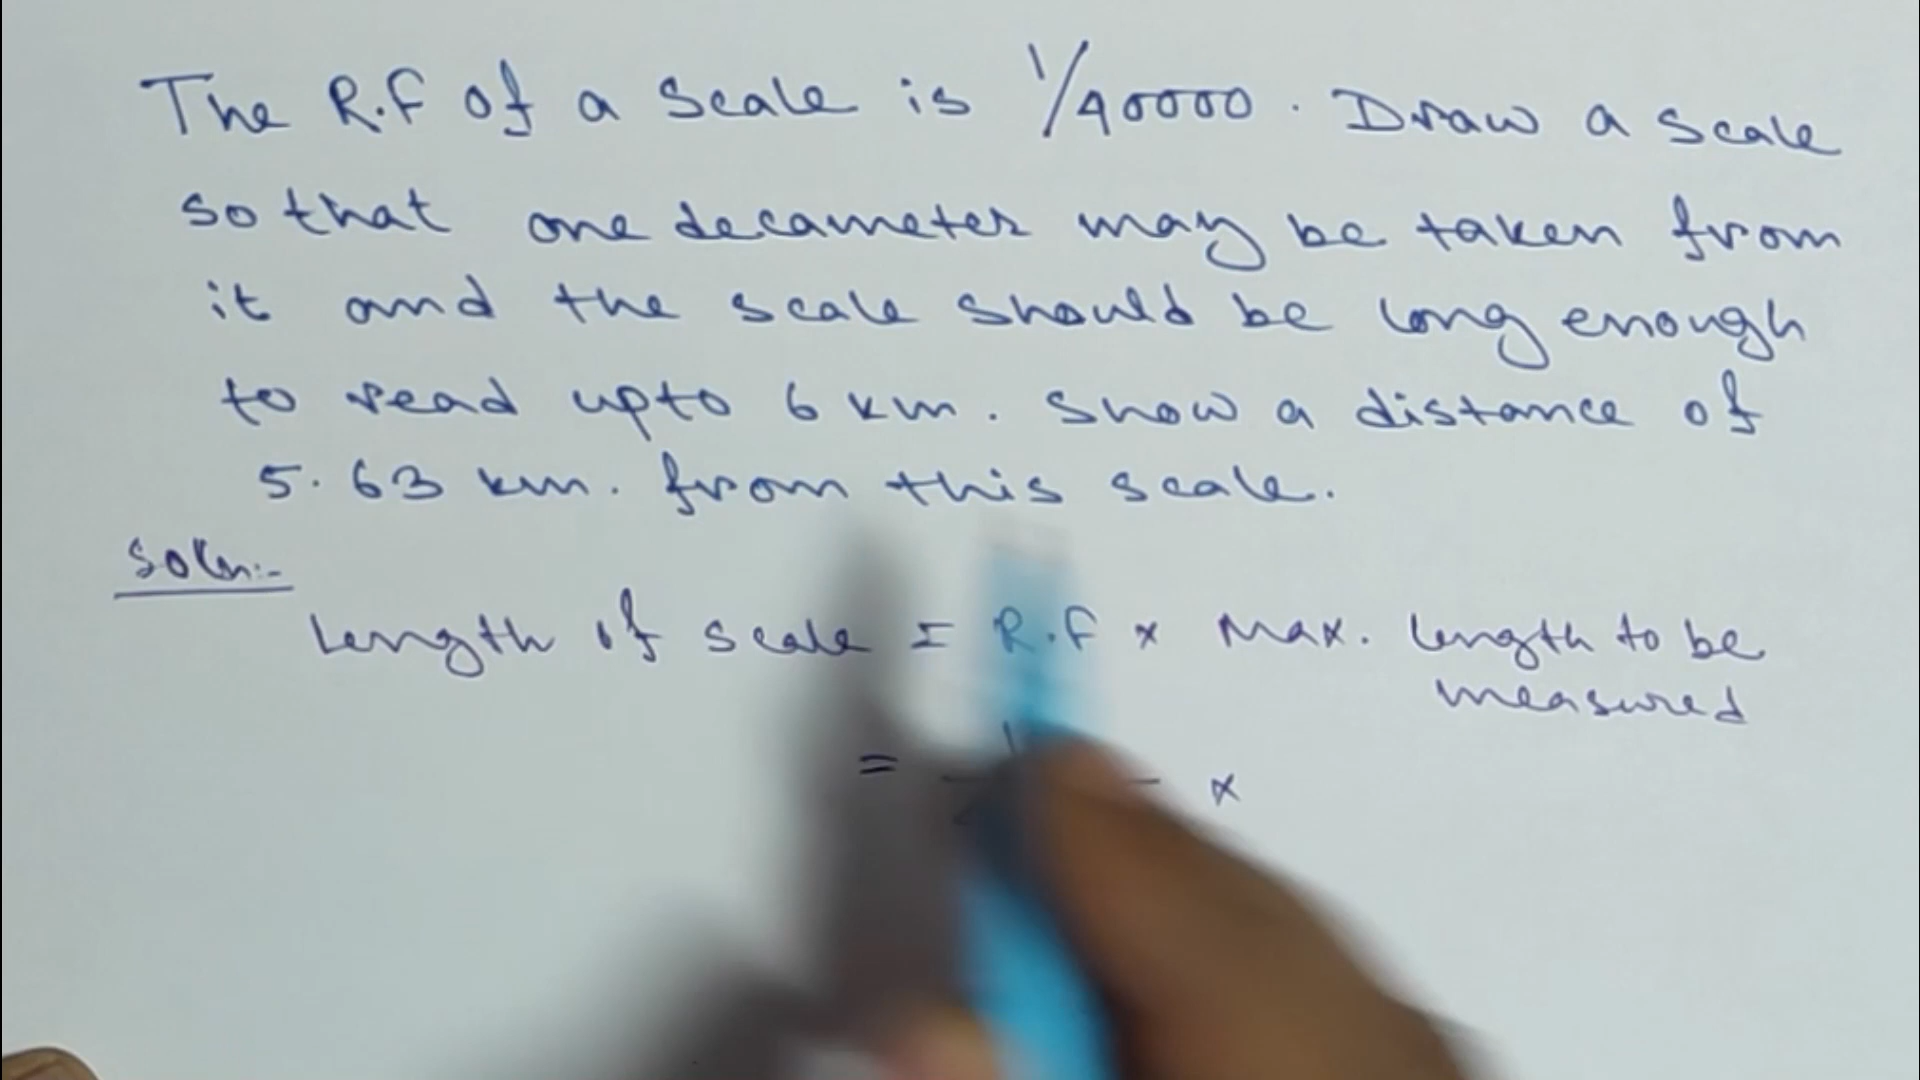 The R.F of a scale is 1/40000. Draw a scale
so that one decameter may be taken from
it and the scale should be long enough
to read upto 6 km. Show a distance of
5.63 km. from this scale.
Soln:-
Length of scale = R.F x Max. length to be
measured
= x